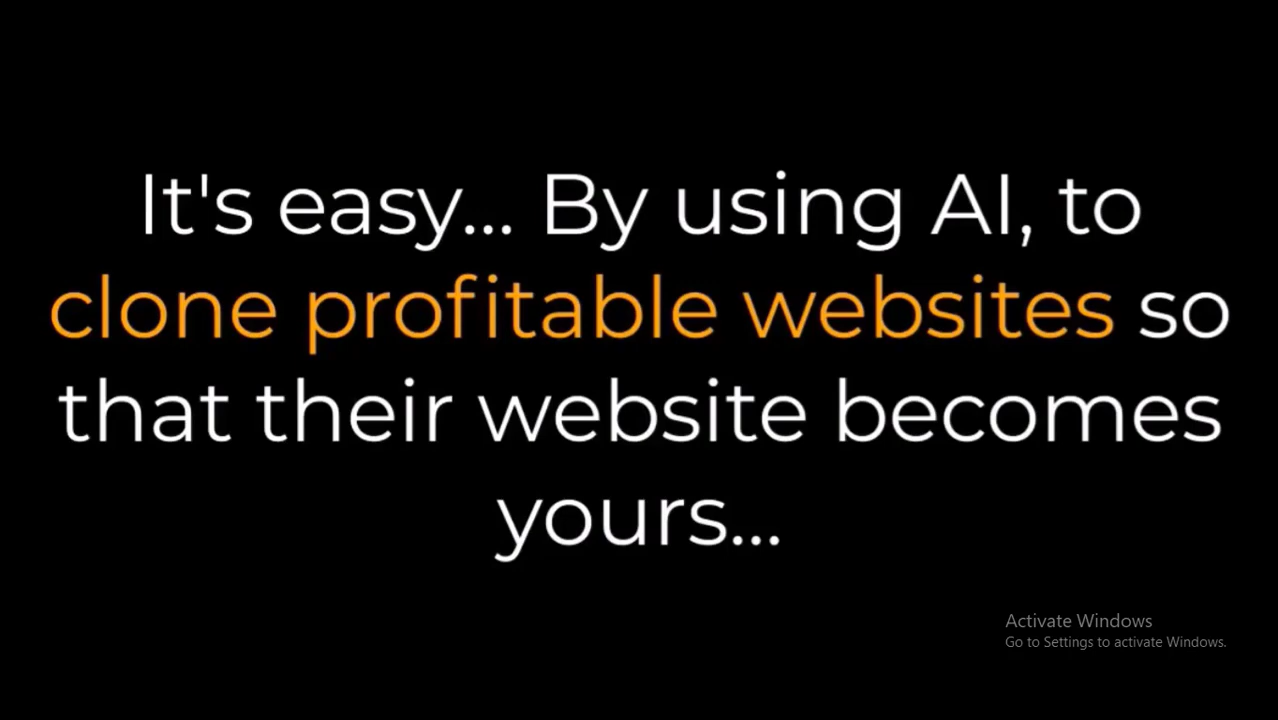 It's easy... By using AI, to
clone profitable websites so
that their website becomes
yours...
Activate Windows
Go to Settings to activate Windows.